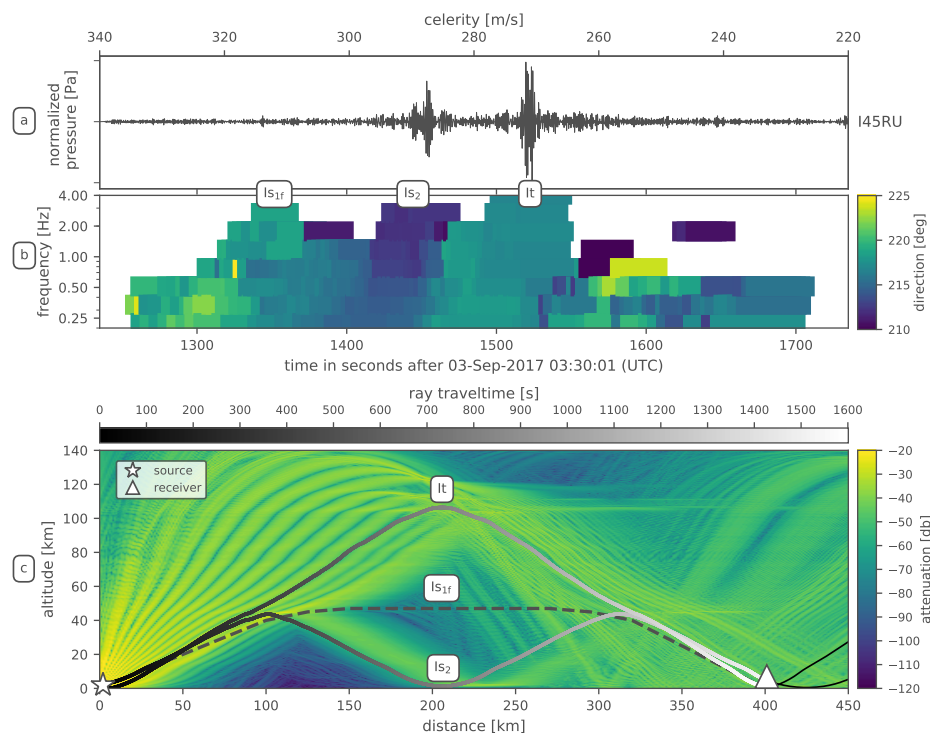 celerity [m/s]
340 320 300 280 260 240 220
a
normalized
pressure [Pa]
I45RU
Is1f Is2 It
b
frequency [Hz]
4.00
2.00
1.00
0.50
0.25
225
220
215
210
direction [deg]
1300 1400 1500 1600 1700
time in seconds after 03-Sep-2017 03:30:01 (UTC)
ray traveltime [s]
0 100 200 300 400 500 600 700 800 900 1000 1100 1200 1300 1400 1500 1600
c
altitude [km]
140
120
100
80
60
40
20
0
source
receiver
It
Is1f
Is2
−20
−30
−40
−50
−60
−70
−80
−90
−100
−110
−120
attenuation [db]
0 50 100 150 200 250 300 350 400 450
distance [km]